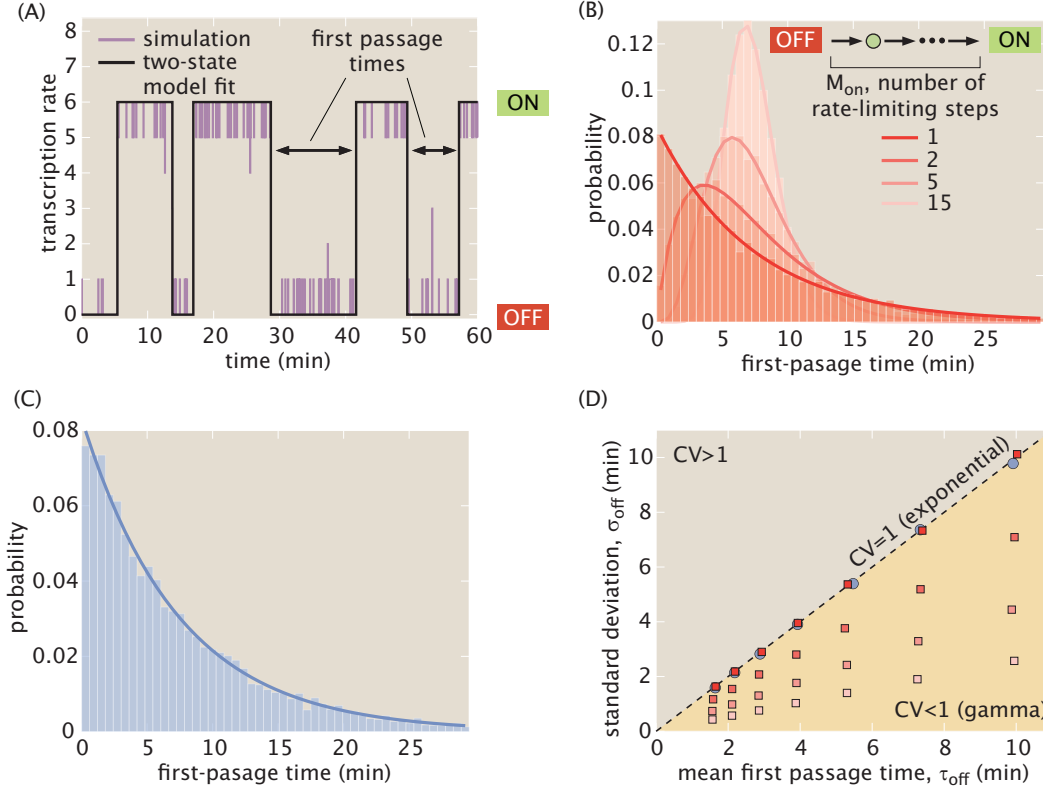 (A)
8
7
6
5
4
3
2
1
0
transcription rate
simulation
two-state
model fit
first passage
times
ON
OFF
0
10
20
30
40
50
60
time (min)
(B)
0.12
0.10
0.08
0.06
0.04
0.02
0
probability
OFF
ON
Mon, number of
rate-limiting steps
1
2
5
15
0
5
10
15
20
25
first-passage time (min)
(C)
0.08
0.06
0.04
0.02
0
probability
0
5
10
15
20
25
first-pasage time (min)
(D)
10
8
6
4
2
0
standard deviation, σoff (min)
CV>1
CV=1 (exponential)
CV<1 (gamma)
0
2
4
6
8
10
mean first passage time, τoff (min)